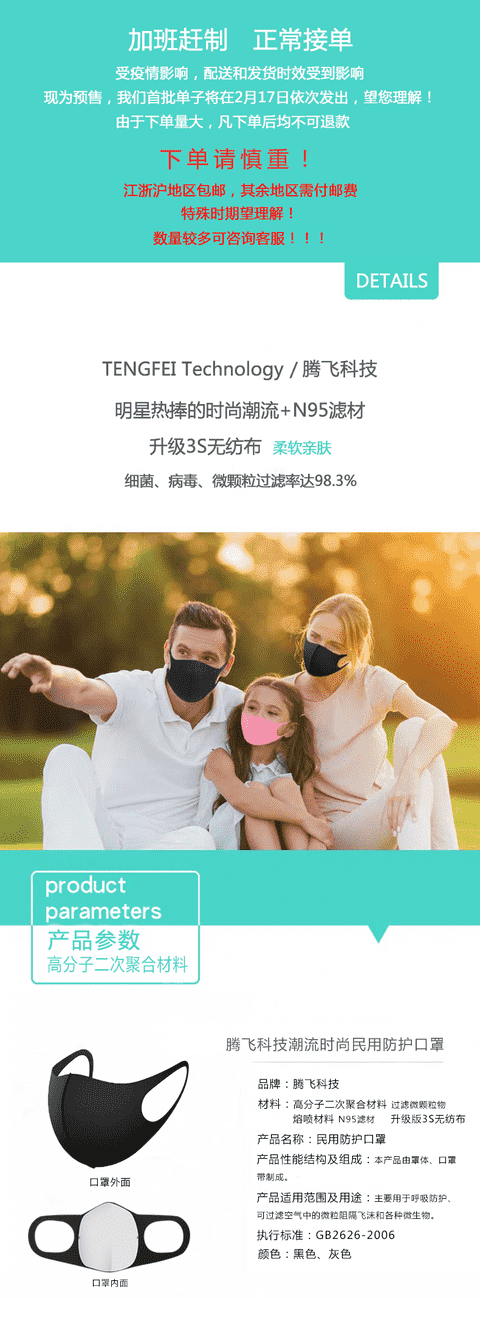 加班赶制 正常接单
受疫情影响，配送和发货时效受到影响
现为预售，我们首批单子将在2月17日依次发出，望您理解！
由于下单量大，凡下单后均不可退款
下单请慎重！
江浙沪地区包邮，其余地区需付邮费
特殊时期望理解！
数量较多可咨询客服！！！
DETAILS
TENGFEI Technology / 腾飞科技
明星热捧的时尚潮流+N95滤材
升级3S无纺布 柔软亲肤
细菌、病毒、微颗粒过滤率达98.3%
product
parameters
产品参数
高分子二次聚合材料
腾飞科技潮流时尚民用防护口罩
品牌：腾飞科技
材料：高分子二次聚合材料 过滤微颗粒物
熔喷材料 N95滤材 升级版3S无纺布
产品名称：民用防护口罩
产品性能结构及组成：本产品由罩体、口罩
带制成。
产品适用范围及用途：主要用于呼吸防护、
可过滤空气中的微粒阻隔飞沫和各种微生物。
执行标准：GB2626-2006
颜色：黑色、灰色
口罩外面
口罩内面